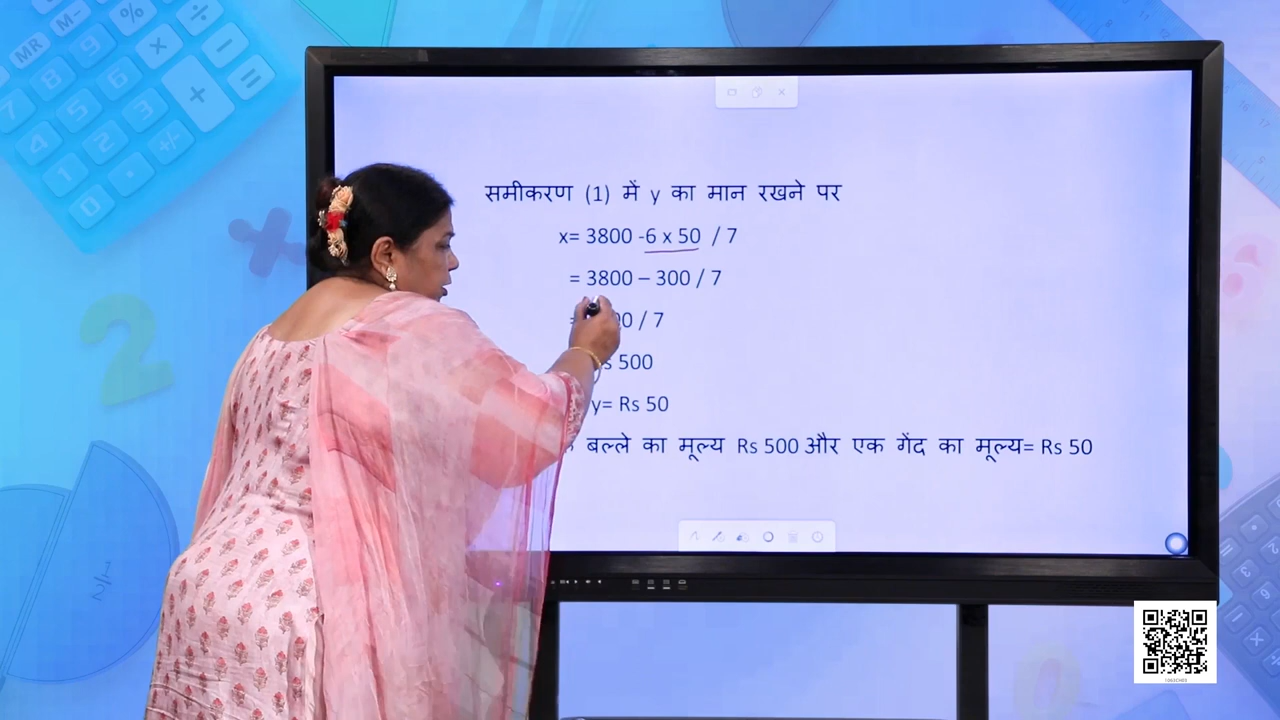 समीकरण (1) में y का मान रखने पर
x= 3800 -6 x 50 / 7
= 3800 – 300 / 7
/ 7
500
y= Rs 50
बल्ले का मूल्य Rs 500 और एक गेंद का मूल्य= Rs 50